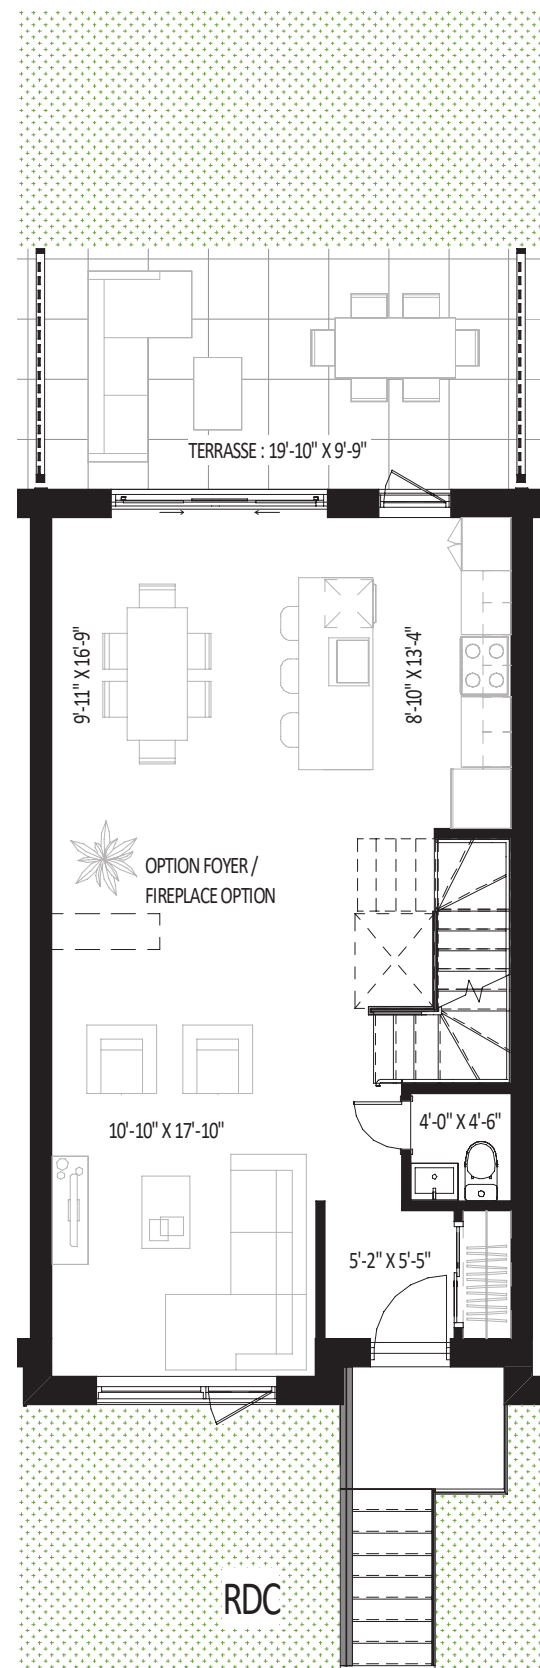 TERRASSE : 19'-10" X 9'-9"
9'-11" X 16'-9"
8'-10" X 13'-4"
OPTION FOYER /
FIREPLACE OPTION
10'-10" X 17'-10"
4'-0" X 4'-6"
5'-2" X 5'-5"
RDC